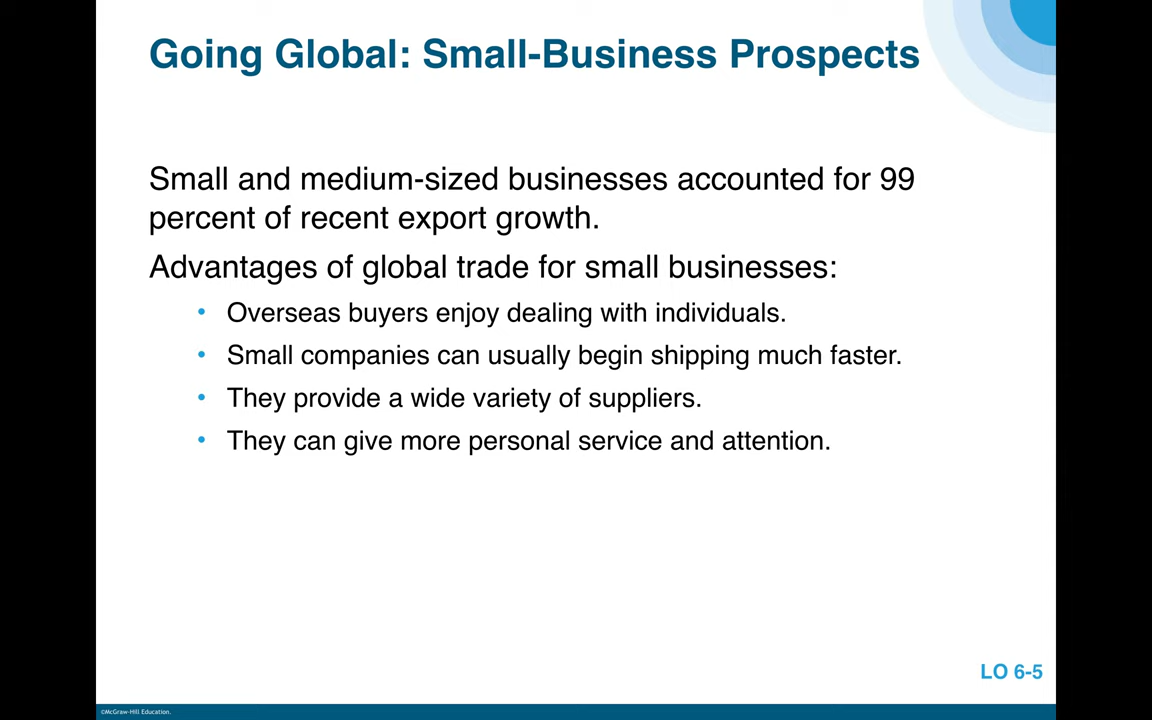 Going Global: Small-Business Prospects
Small and medium-sized businesses accounted for 99
percent of recent export growth.
Advantages of global trade for small businesses:
• Overseas buyers enjoy dealing with individuals.
• Small companies can usually begin shipping much faster.
• They provide a wide variety of suppliers.
• They can give more personal service and attention.
LO 6-5
©McGraw-Hill Education.